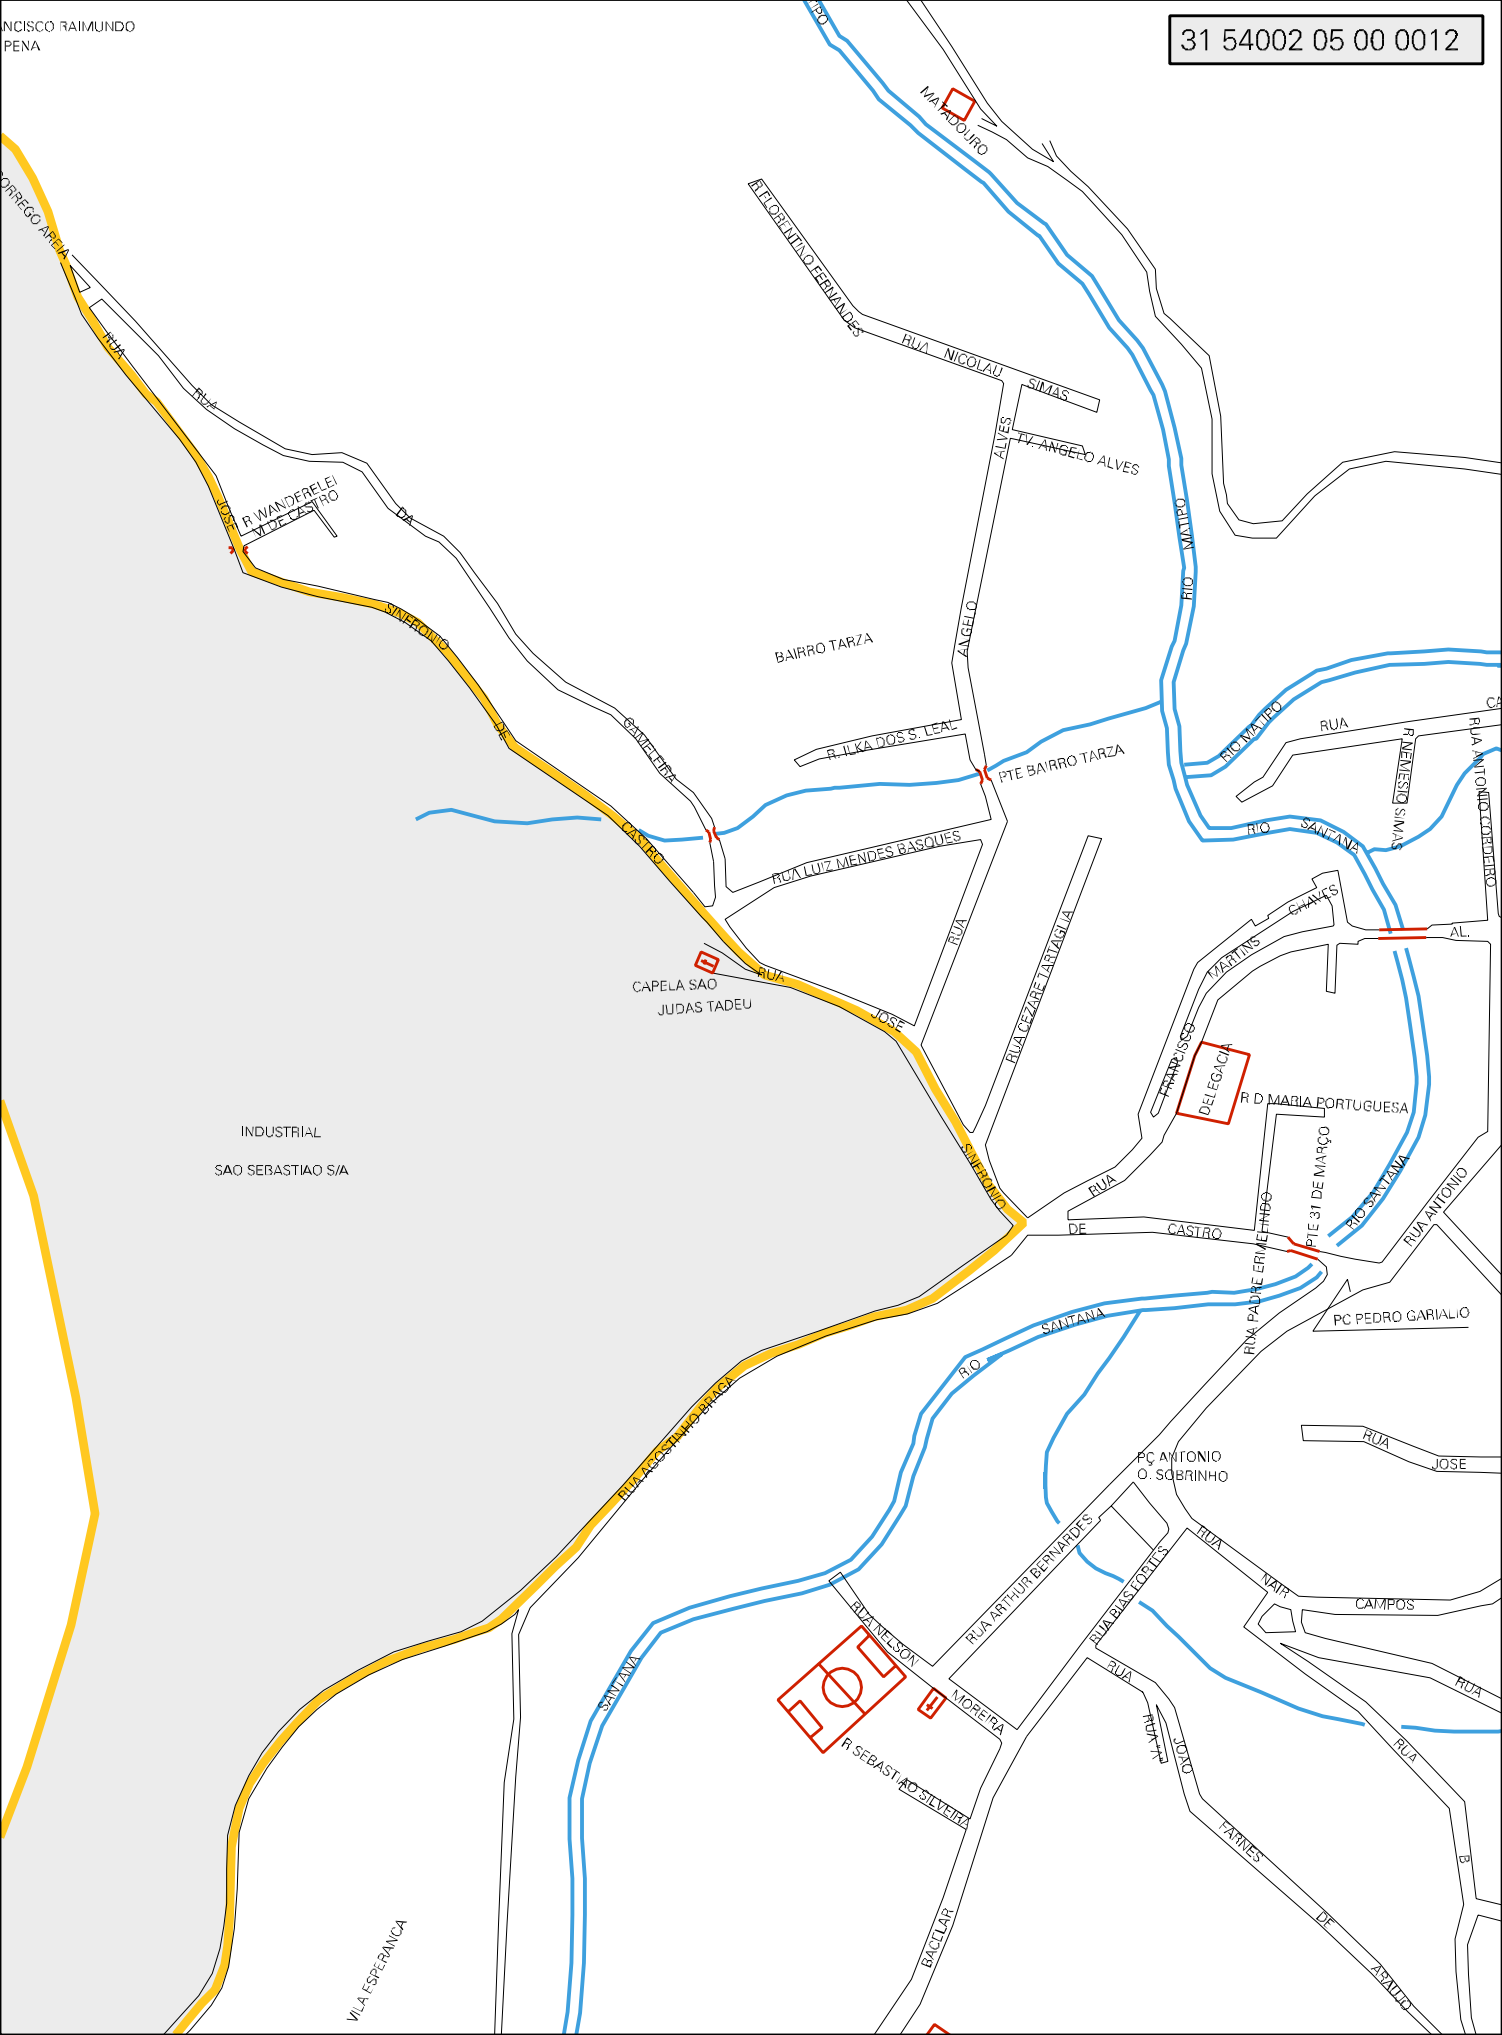 NCISCO RAIMUNDO
PENA
31 54002 05 00 0012
MATADOURO
ORREGO AREIA
R FLORENTINO FERNANDES
RUA NICOLAU SIMAS
TV. ANGELO ALVES
RUA
RUA
DA
GAMELEIRA
R WANDERELEI
M DE CASTRO
JOSE
SINFRONIO
DE
CASTRO
ALVES
ANGELO
RIO MATIPO
BAIRRO TARZA
R. ILKA DOS S. LEAL
PTE BAIRRO TARZA
RIO MATIPO
RUA
CA
R NEMESIO SIMAS
RUA ANTONIO CORDEIRO
RIO SANTANA
RUA LUIZ MENDES BASQUES
RUA
RUA CEZARE TARTAGLIA
CHAVES
MARTINS
FRANCISCO
RUA
AL.
CAPELA SAO
JUDAS TADEU
RUA
JOSE
SINFRONIO
DE
CASTRO
DELEGACIA
R D MARIA PORTUGUESA
PTE 31 DE MARÇO
RIO SANTANA
RUA ANTONIO
RUA PADRE ERMELINDO
INDUSTRIAL
SAO SEBASTIAO S/A
PC PEDRO GARIALIO
RIO SANTANA
RUA AGOSTINHO BRAGA
PÇ ANTONIO
O. SOBRINHO
RUA
JOSE
RUA ARTHUR BERNARDES
RUA BIAS FORTES
RUA
NAIR
CAMPOS
RUA NELSON MOREIRA
SANTANA
R SEBASTIAO SILVEIRA
RUA
RUA "A"
JOAO
FARNES
DE
ARAUJO
RUA
RUA
B
BACELAR
VILA ESPERANCA